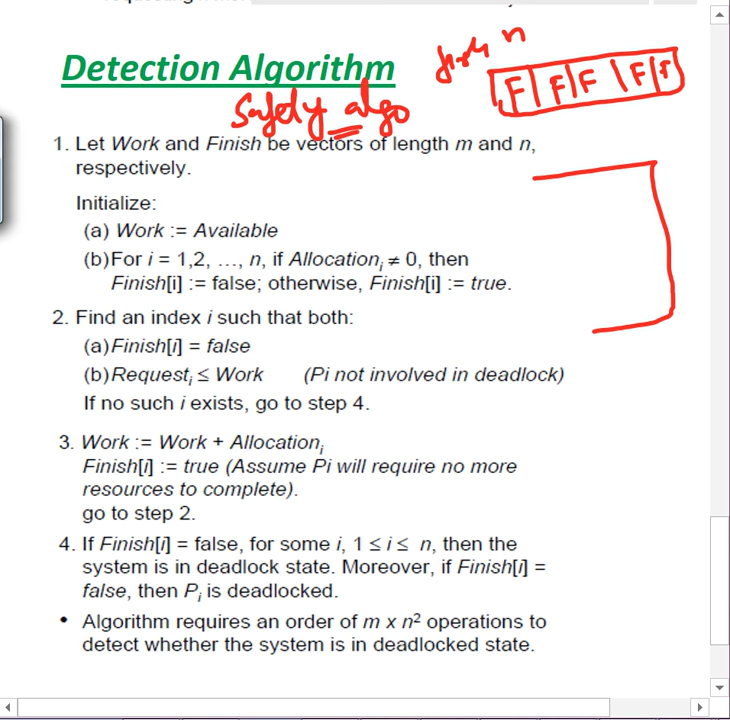 Detection Algorithm
n
F F F F F
Safety algo
1. Let Work and Finish be vectors of length m and n,
respectively.
Initialize:
(a) Work := Available
(b)For i = 1,2, …, n, if Allocationᵢ ≠ 0, then
Finish[i] := false; otherwise, Finish[i] := true.
2. Find an index i such that both:
(a)Finish[i] = false
(b)Requestᵢ ≤ Work (Pi not involved in deadlock)
If no such i exists, go to step 4.
3. Work := Work + Allocationᵢ
Finish[i] := true (Assume Pi will require no more
resources to complete).
go to step 2.
4. If Finish[i] = false, for some i, 1 ≤ i ≤ n, then the
system is in deadlock state. Moreover, if Finish[i] =
false, then Pᵢ is deadlocked.
• Algorithm requires an order of m x n² operations to
detect whether the system is in deadlocked state.